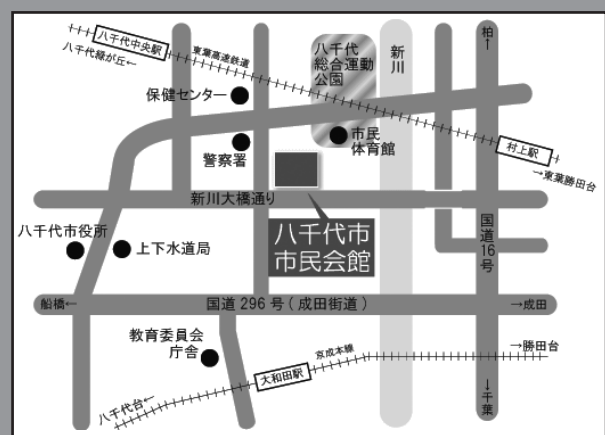 八千代中央駅
八千代緑が丘←
東葉高速鉄道
八千代
総合運動
公園
新川
柏
↑
保健センター
警察署
市民
体育館
村上駅
→東葉勝田台
新川大橋通り
八千代市役所
上下水道局
八千代市
市民会館
国道16号
船橋←
国道 296 号 ( 成田街道 )
→成田
教育委員会
庁舎
大和田駅
京成本線
→勝田台
八千代台←
↓
千葉